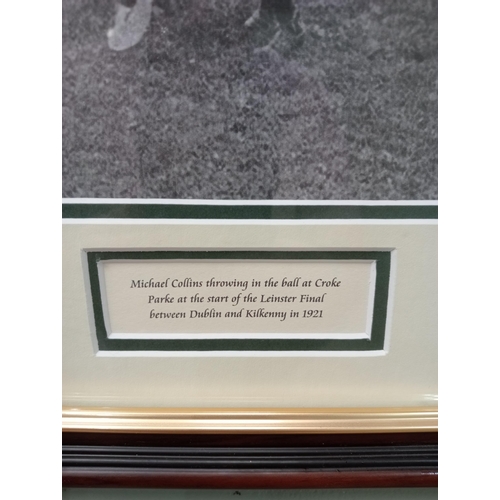 Michael Collins throwing in the ball at Croke
Parke at the start of the Leinster Final
between Dublin and Kilkenny in 1921